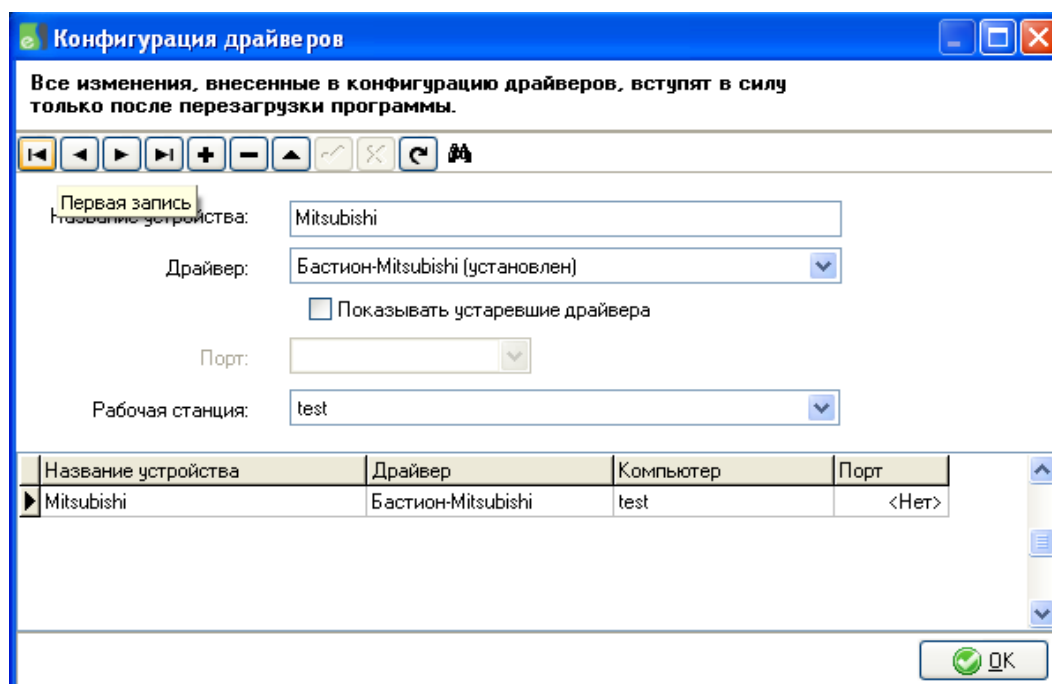 Конфигурация драйверов
Все изменения, внесенные в конфигурацию драйверов, вступят в силу
только после перезагрузки программы.
Первая запись
Название устройства:
Mitsubishi
Драйвер:
Бастион-Mitsubishi (установлен)
Показывать устаревшие драйвера
Порт:
Рабочая станция:
test
Название устройства Драйвер Компьютер Порт
Mitsubishi Бастион-Mitsubishi test <Нет>
OK